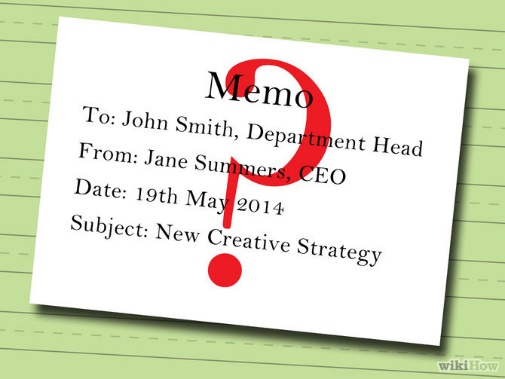 Memo
To: John Smith, Department Head
From: Jane Summers, CEO
Date: 19th May 2014
Subject: New Creative Strategy
?
wikiHow